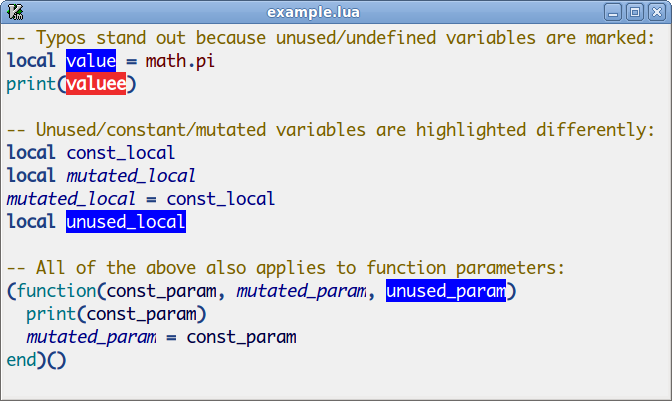 example.lua
-- Typos stand out because unused/undefined variables are marked:
local value = math.pi
print(valuee)
-- Unused/constant/mutated variables are highlighted differently:
local const_local
local mutated_local
mutated_local = const_local
local unused_local
-- All of the above also applies to function parameters:
(function(const_param, mutated_param, unused_param)
  print(const_param)
  mutated_param = const_param
end)()